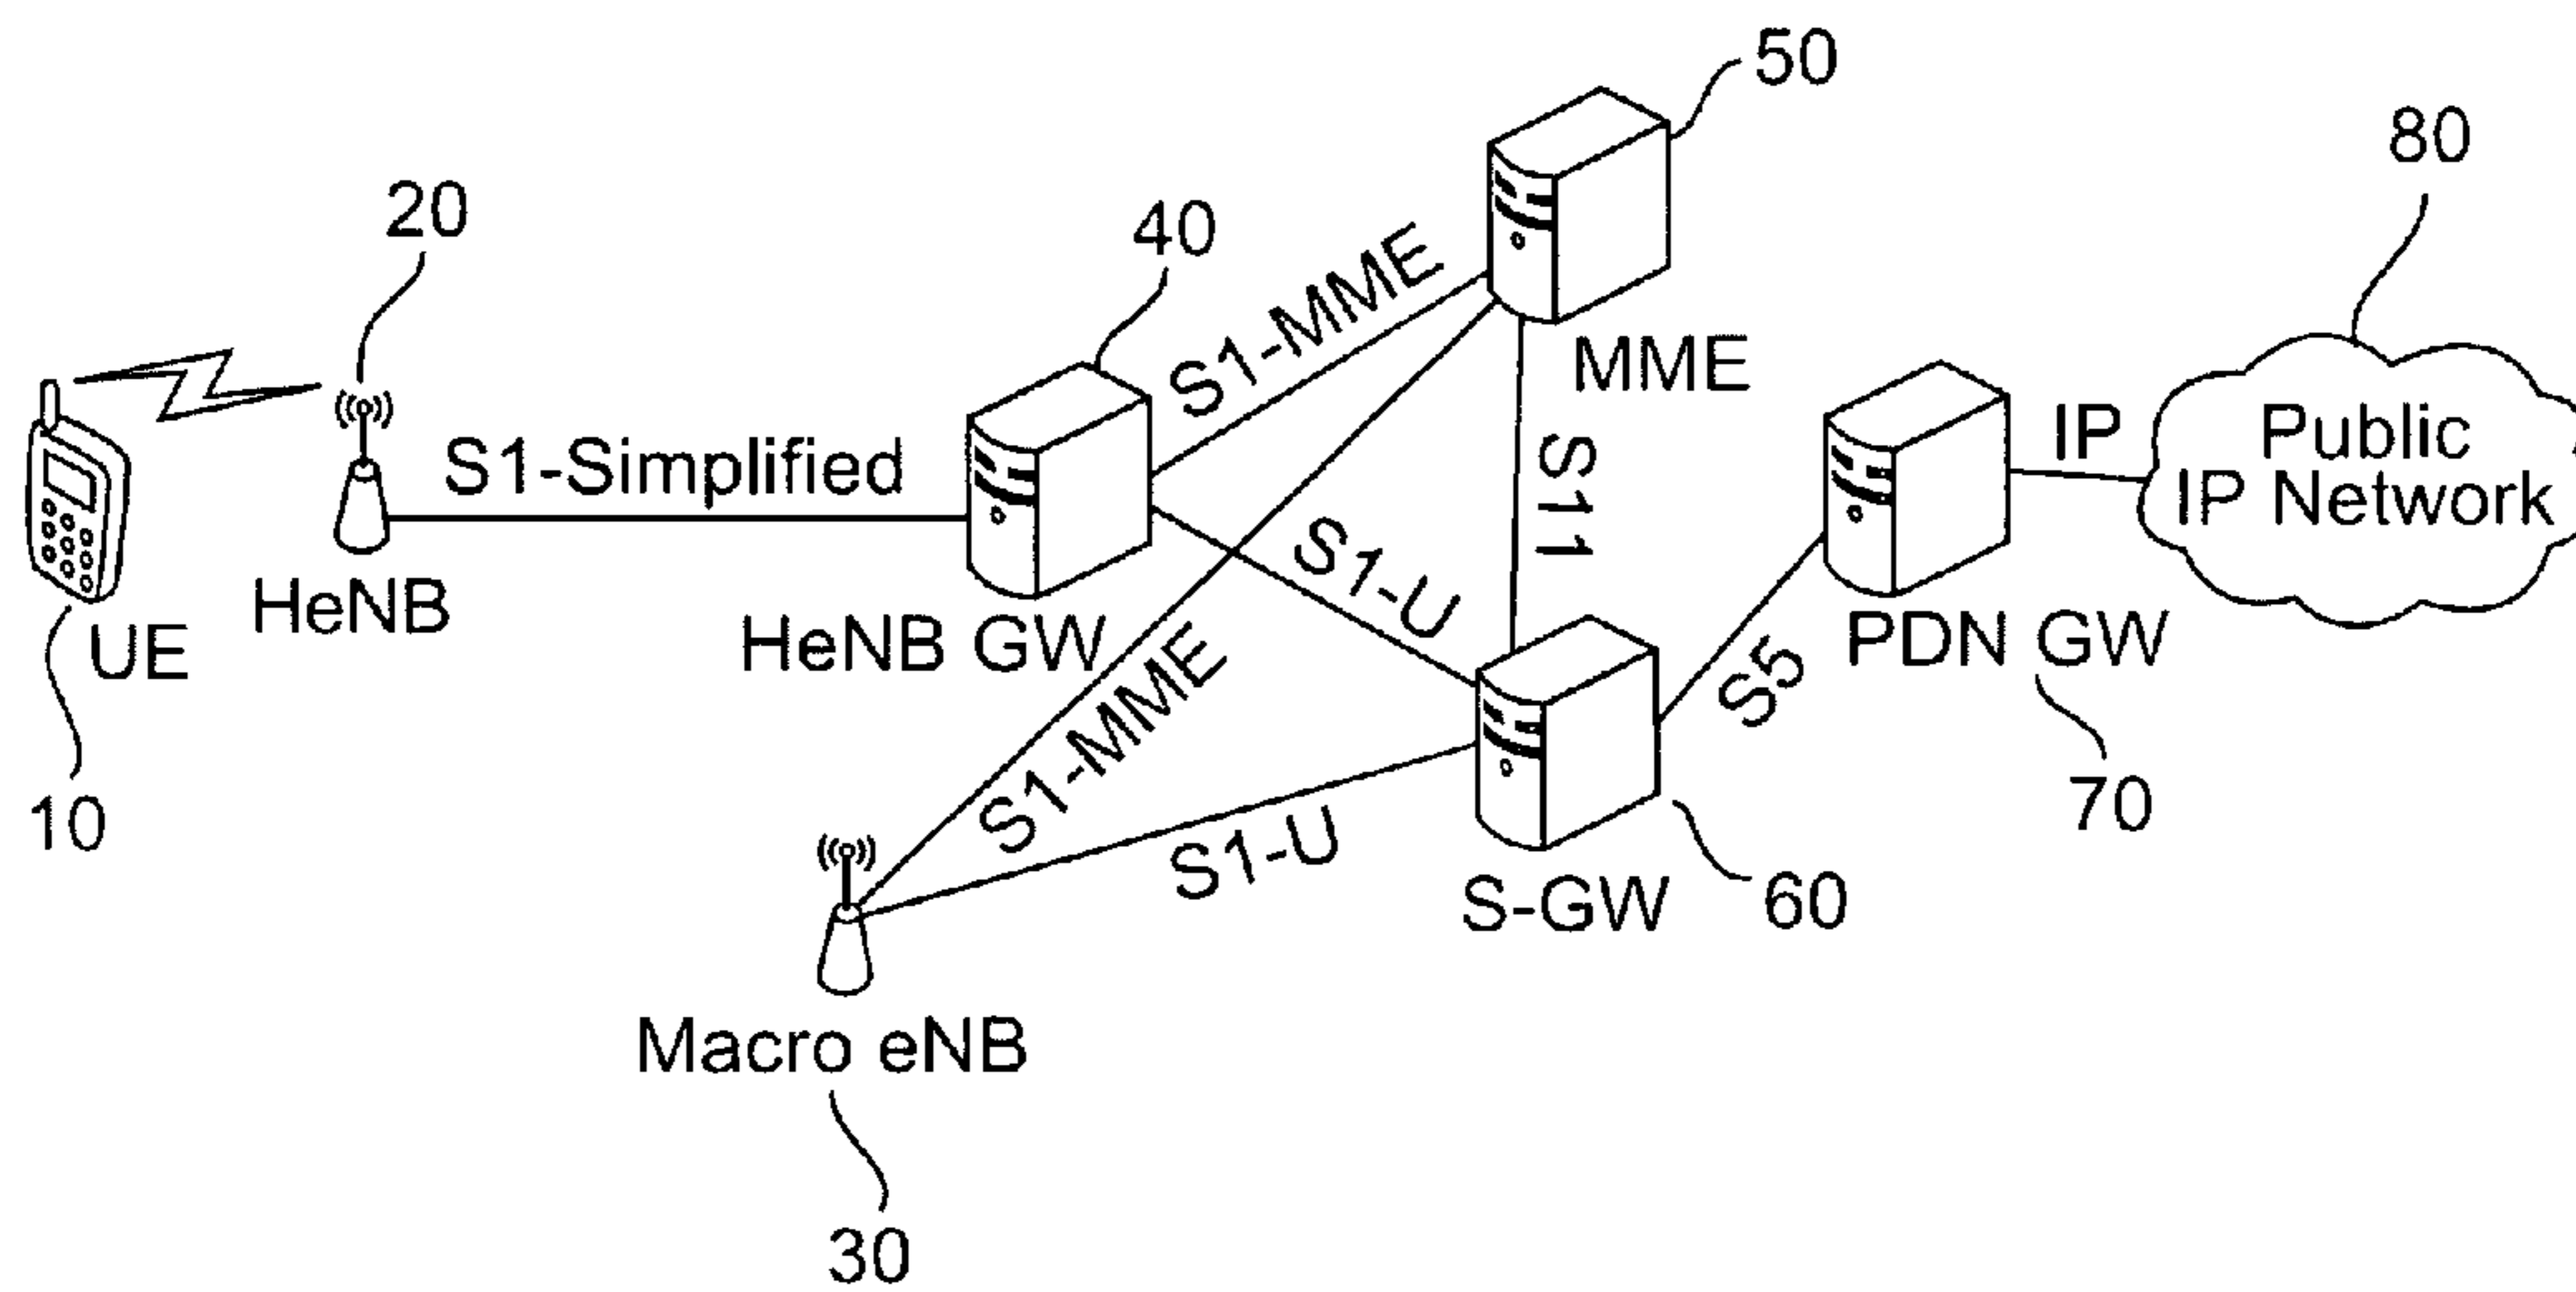 50
80
20
40
S1-MME
MME
IP
Public
IP Network
S1-Simplified
S11
HeNB
S1-U
UE
HeNB GW
PDN GW
S5
S1-MME
10
70
S1-U
S-GW
60
Macro eNB
30